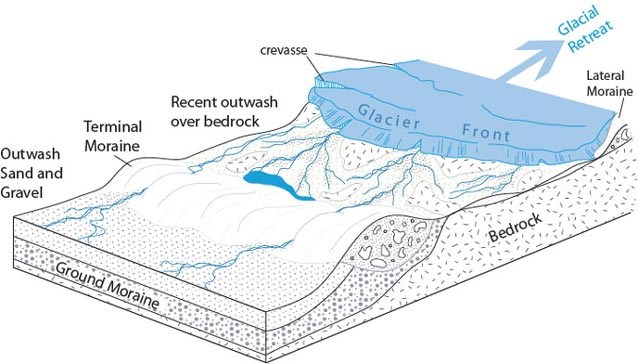 Glacial
Retreat
crevasse
Lateral
Moraine
Recent outwash
over bedrock
Glacier Front
Terminal
Moraine
Outwash
Sand and
Gravel
Bedrock
Ground Moraine